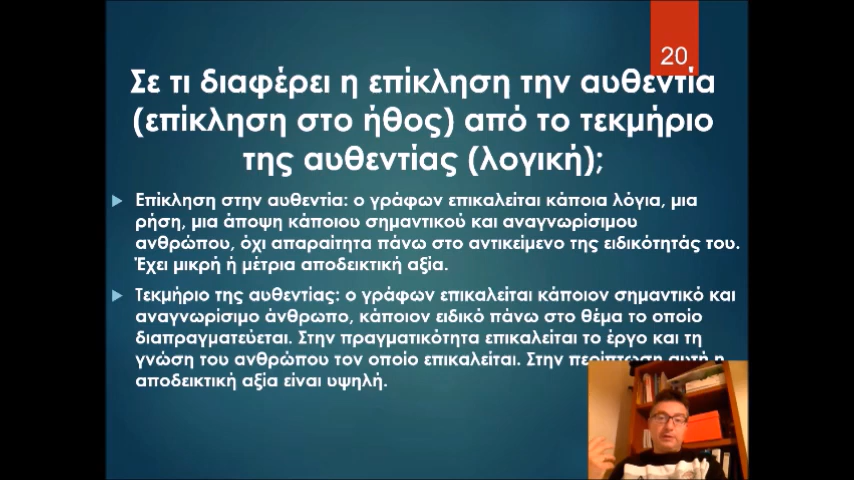 20
Σε τι διαφέρει η επίκληση την αυθεντία
(επίκληση στο ήθος) από το τεκμήριο
της αυθεντίας (λογική);
Επίκληση στην αυθεντία: ο γράφων επικαλείται κάποια λόγια, μια
ρήση, μια άποψη κάποιου σημαντικού και αναγνωρίσιμου
ανθρώπου, όχι απαραίτητα πάνω στο αντικείμενο της ειδικότητάς του.
Έχει μικρή ή μέτρια αποδεικτική αξία.
Τεκμήριο της αυθεντίας: ο γράφων επικαλείται κάποιον σημαντικό και
αναγνωρίσιμο άνθρωπο, κάποιον ειδικό πάνω στο θέμα το οποίο
διαπραγματεύεται. Στην πραγματικότητα επικαλείται το έργο και τη
γνώση του ανθρώπου τον οποίο επικαλείται. Στην περίπτωση αυτή η
αποδεικτική αξία είναι υψηλή.